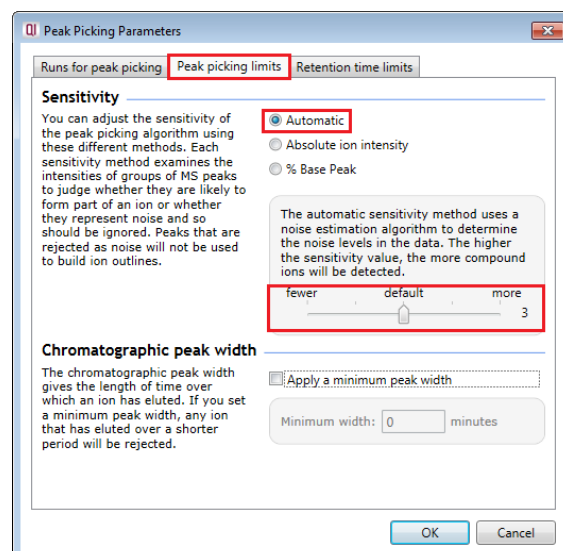 QI Peak Picking Parameters
Runs for peak picking Peak picking limits Retention time limits
Sensitivity
You can adjust the sensitivity of
the peak picking algorithm using
these different methods. Each
sensitivity method examines the
intensities of groups of MS peaks
to judge whether they are likely to
form part of an ion or whether
they represent noise and so
should be ignored. Peaks that are
rejected as noise will not be used
to build ion outlines.
Automatic
Absolute ion intensity
% Base Peak
The automatic sensitivity method uses a
noise estimation algorithm to determine
the noise levels in the data. The higher
the sensitivity value, the more compound
ions will be detected.
fewer default more
3
Chromatographic peak width
The chromatographic peak width
gives the length of time over
which an ion has eluted. If you set
a minimum peak width, any ion
that has eluted over a shorter
period will be rejected.
Apply a minimum peak width
Minimum width: 0 minutes
OK Cancel